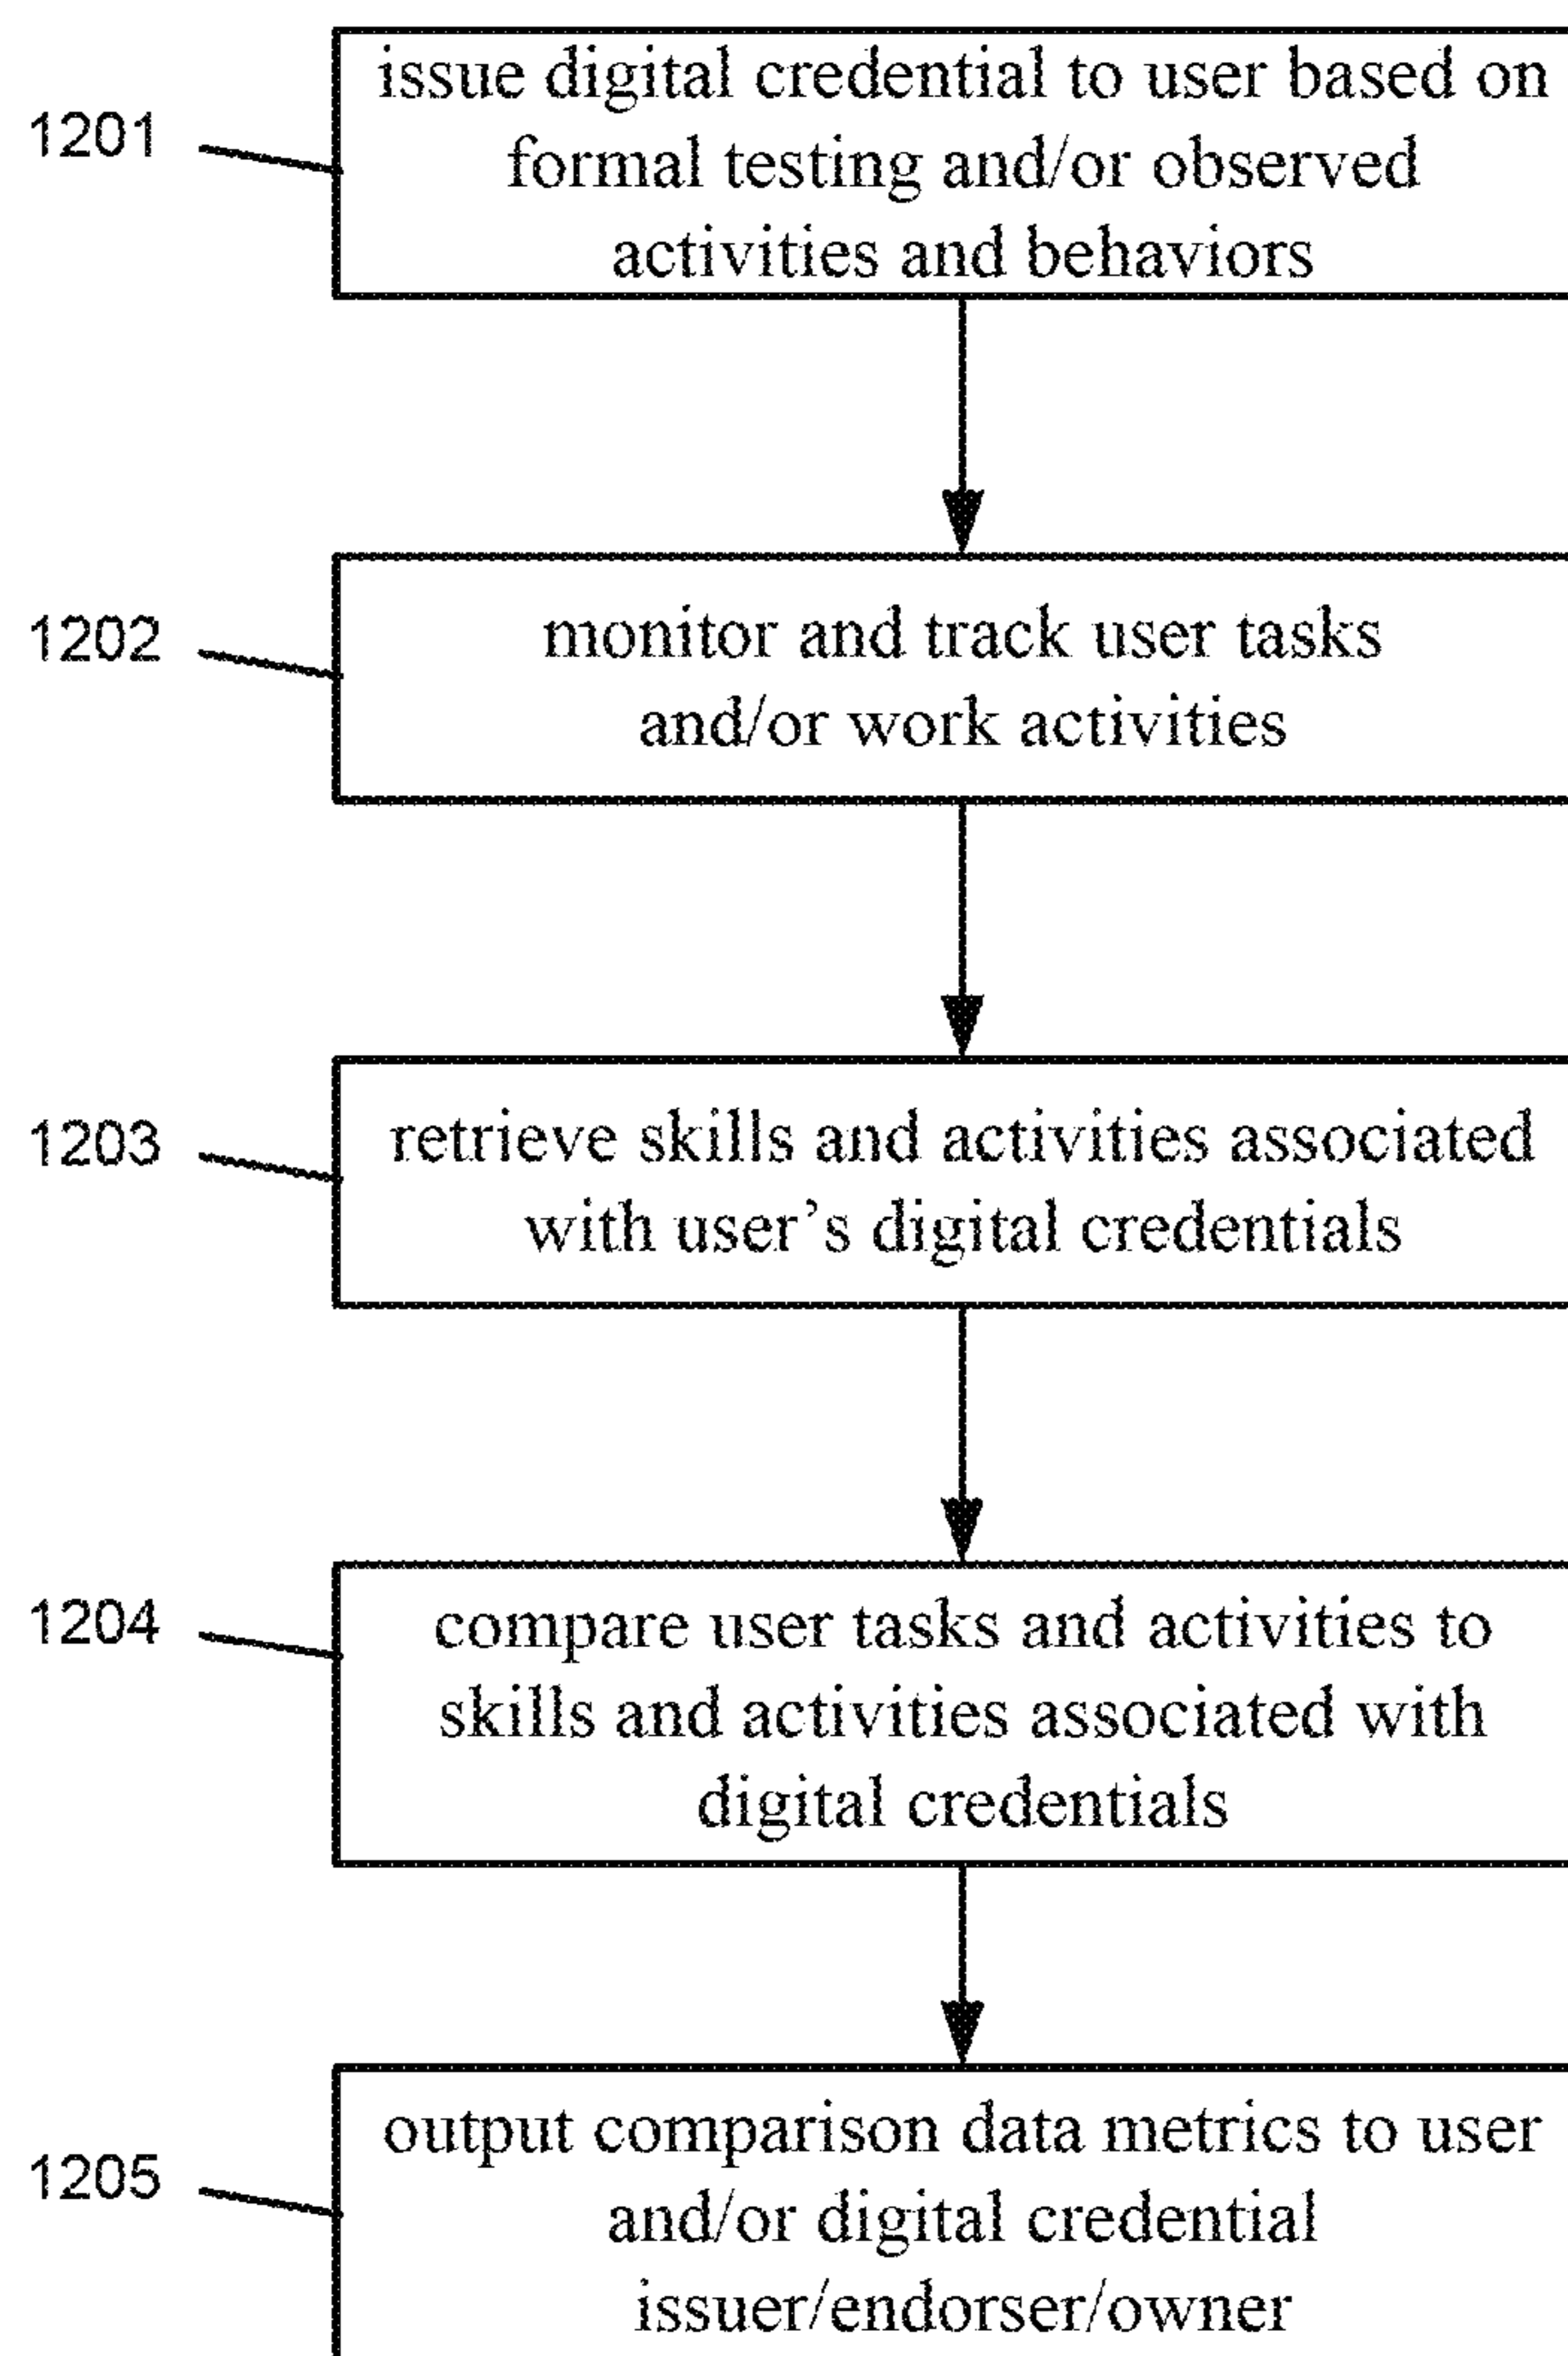 issue digital credential to user based on
1201
formal testing and/or observed
activities and behaviors
1202
monitor and track user tasks
and/or work activities
1203
retrieve skills and activities associated
with user's digital credentials
1204
compare user tasks and activities to
skills and activities associated with
digital credentials
output comparison data metrics to user
1205
and/or digital credential
issuer/endorser/owner